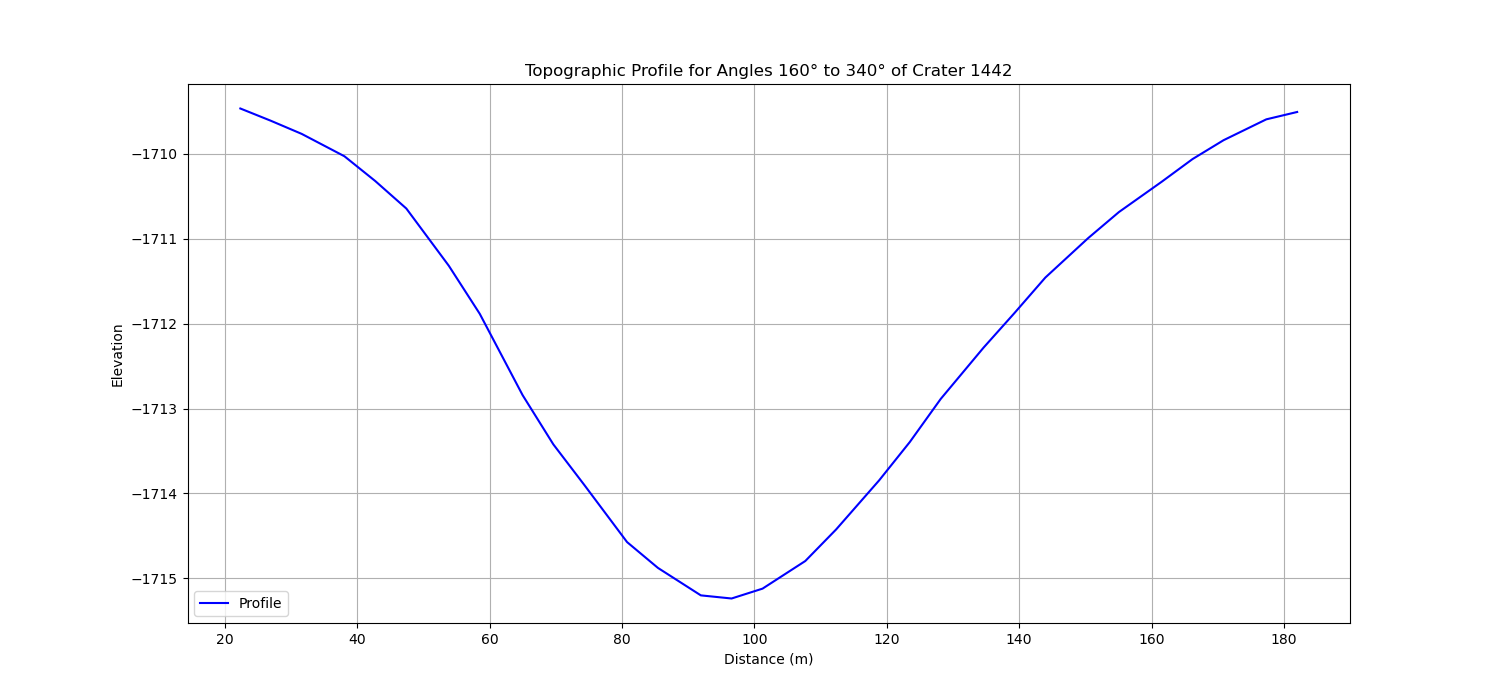 Topographic Profile for Angles 160° to 340° of Crater 1442
Elevation
−1710
−1711
−1712
−1713
−1714
−1715
Profile
20 40 60 80 100 120 140 160 180
Distance (m)